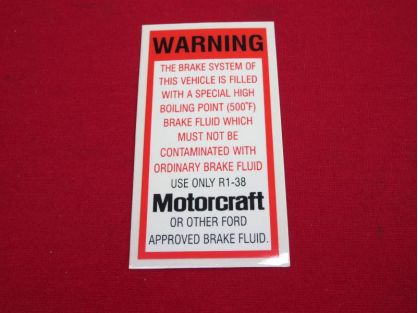 WARNING
THE BRAKE SYSTEM OF
THIS VEHICLE IS FILLED
WITH A SPECIAL HIGH
BOILING POINT (500°F)
BRAKE FLUID WHICH
MUST NOT BE
CONTAMINATED WITH
ORDINARY BRAKE FLUID
USE ONLY R1-38
Motorcraft
OR OTHER FORD
APPROVED BRAKE FLUID.